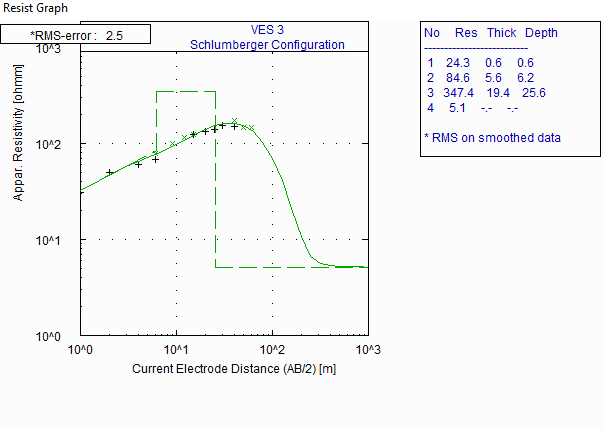 Resist Graph
*RMS-error : 2.5
VES 3
Schlumberger Configuration
10^3
10^2
10^1
10^0
Appar. Resistivity [ohmm]
10^0 10^1 10^2 10^3
Current Electrode Distance (AB/2) [m]
No Res Thick Depth
---------------------------
1 24.3 0.6 0.6
2 84.6 5.6 6.2
3 347.4 19.4 25.6
4 5.1 -.- -.-
* RMS on smoothed data